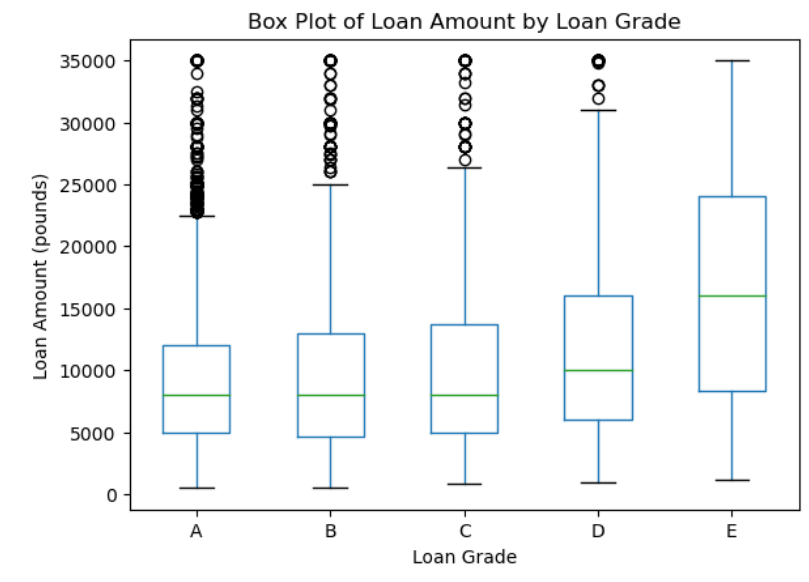 Box Plot of Loan Amount by Loan Grade
Loan Amount (pounds)
35000
30000
25000
20000
15000
10000
5000
0
A B C D E
Loan Grade